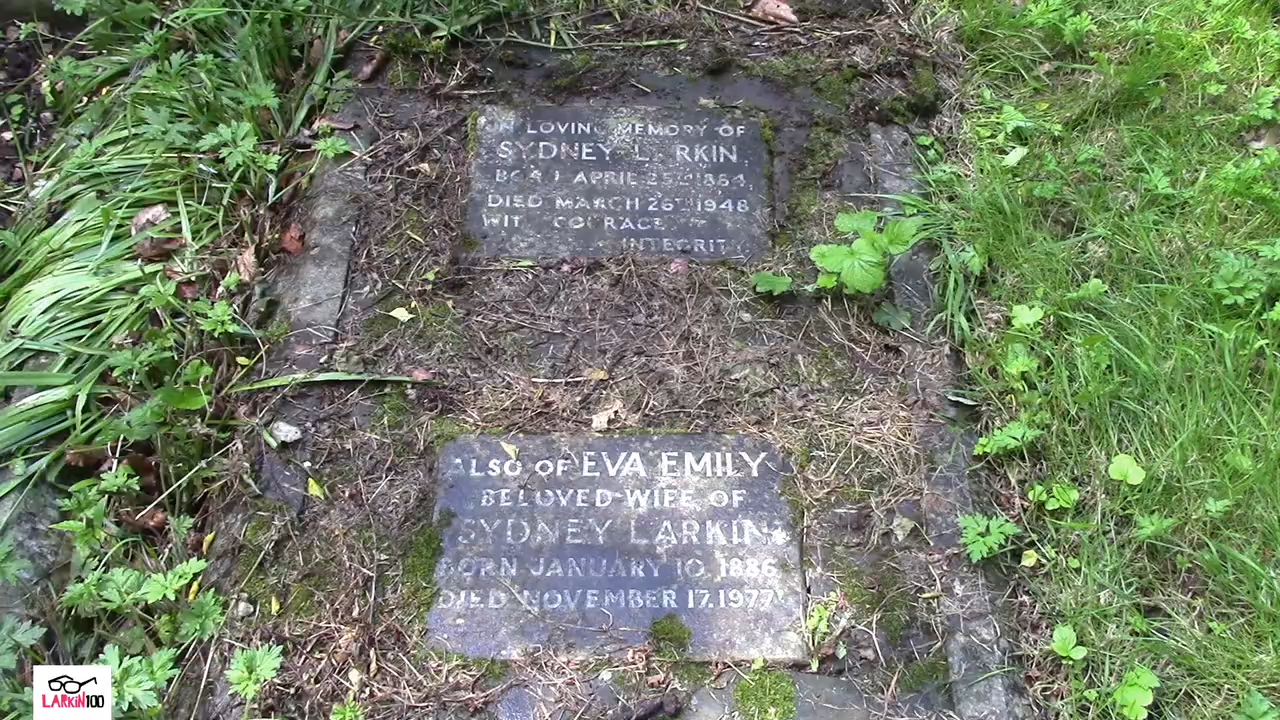 IN LOVING MEMORY OF
SYDNEY LARKIN
BORN APRIL 25TH 1884
DIED MARCH 26TH 1948
WITH COURAGE
INTEGRITY
ALSO OF EVA EMILY
BELOVED WIFE OF
SYDNEY LARKIN
BORN JANUARY 10. 1886
DIED NOVEMBER 17. 1977
LARKIN100